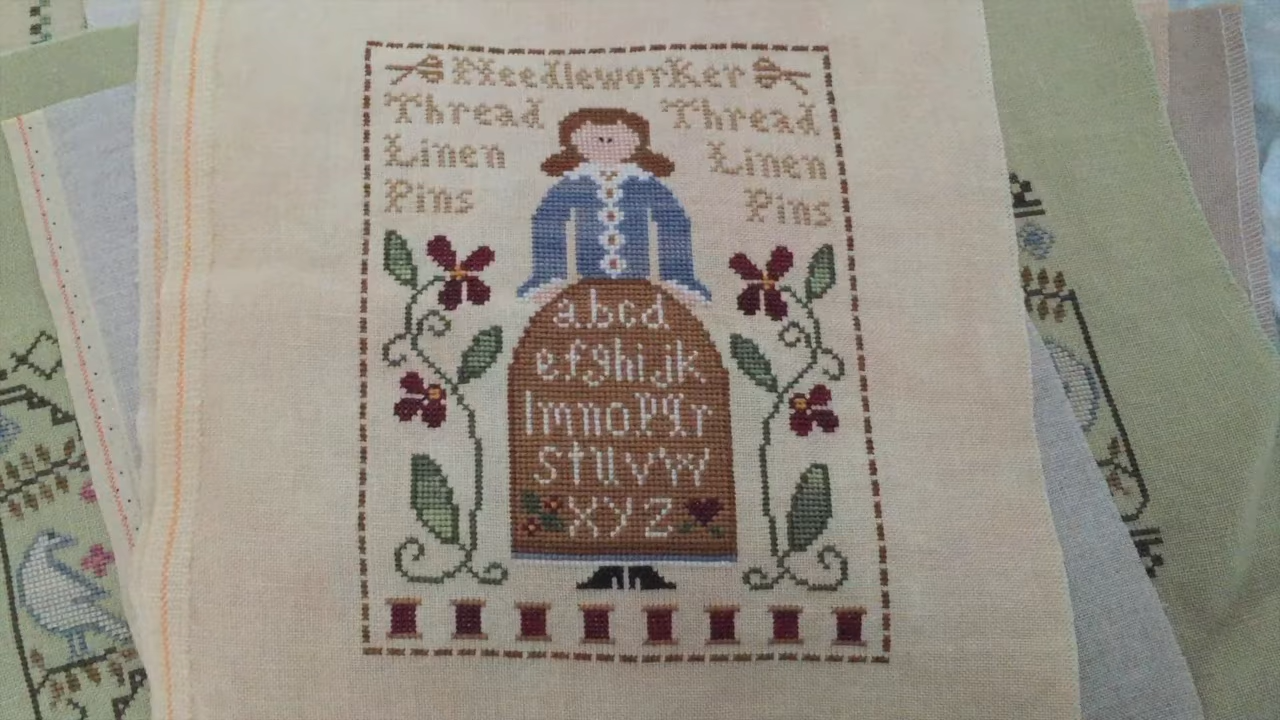 Needleworker
Thread Thread
Linen Linen
Pins Pins
abcd
efghijk
lmnopqr
stuvw
xyz